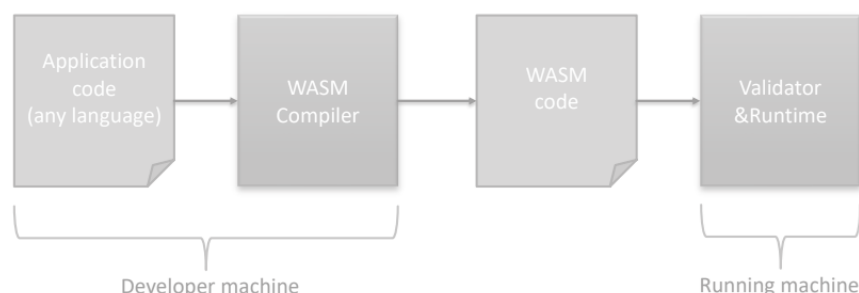 Application
code
(any language)
WASM
Compiler
WASM
code
Validator
&Runtime
Developer machine
Running machine